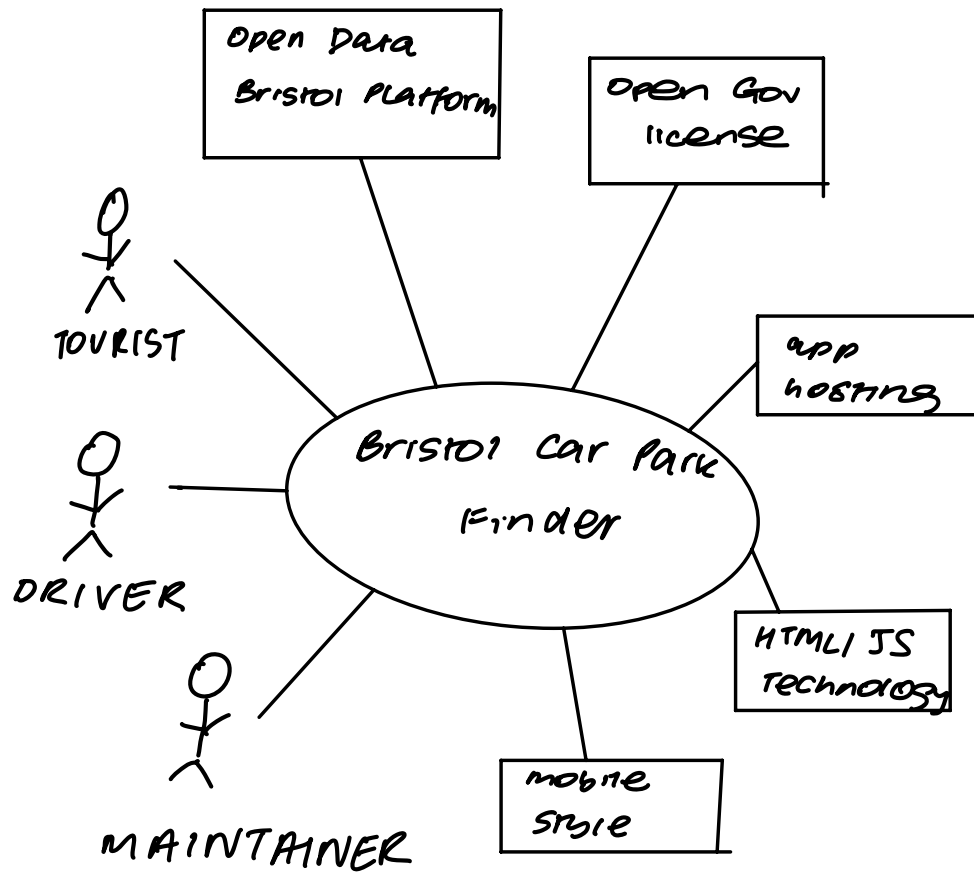 Open Data
Bristol Platform
Open Gov
license
TOURIST
app
hosting
Bristol Car Park
Finder
DRIVER
HTML/JS
Technology
MAINTAINER
mobile
style